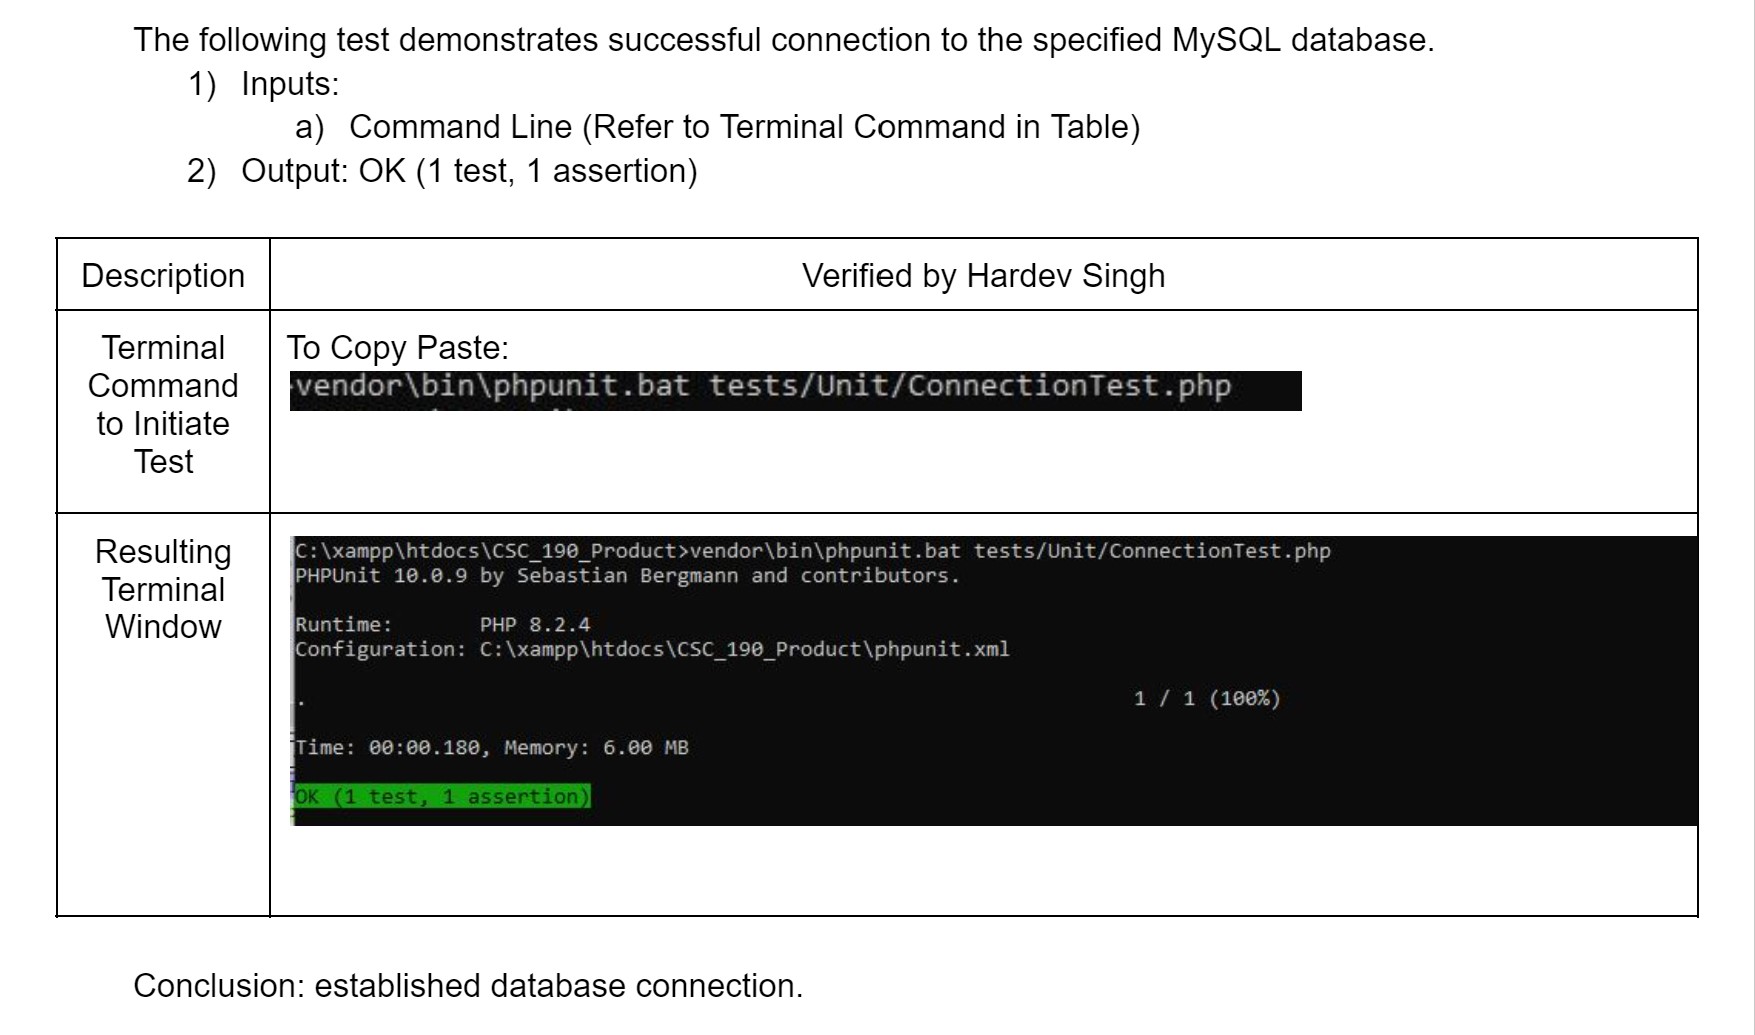 The following test demonstrates successful connection to the specified MySQL database.
1) Inputs:
a) Command Line (Refer to Terminal Command in Table)
2) Output: OK (1 test, 1 assertion)
Description
Verified by Hardev Singh
Terminal
Command
to Initiate
Test
To Copy Paste:
vendor\bin\phpunit.bat tests/Unit/ConnectionTest.php
Resulting
Terminal
Window
C:\xampp\htdocs\CSC_190_Product>vendor\bin\phpunit.bat tests/Unit/ConnectionTest.php
PHPUnit 10.0.9 by Sebastian Bergmann and contributors.
Runtime: PHP 8.2.4
Configuration: C:\xampp\htdocs\CSC_190_Product\phpunit.xml
. 1 / 1 (100%)
Time: 00:00.180, Memory: 6.00 MB
OK (1 test, 1 assertion)
Conclusion: established database connection.